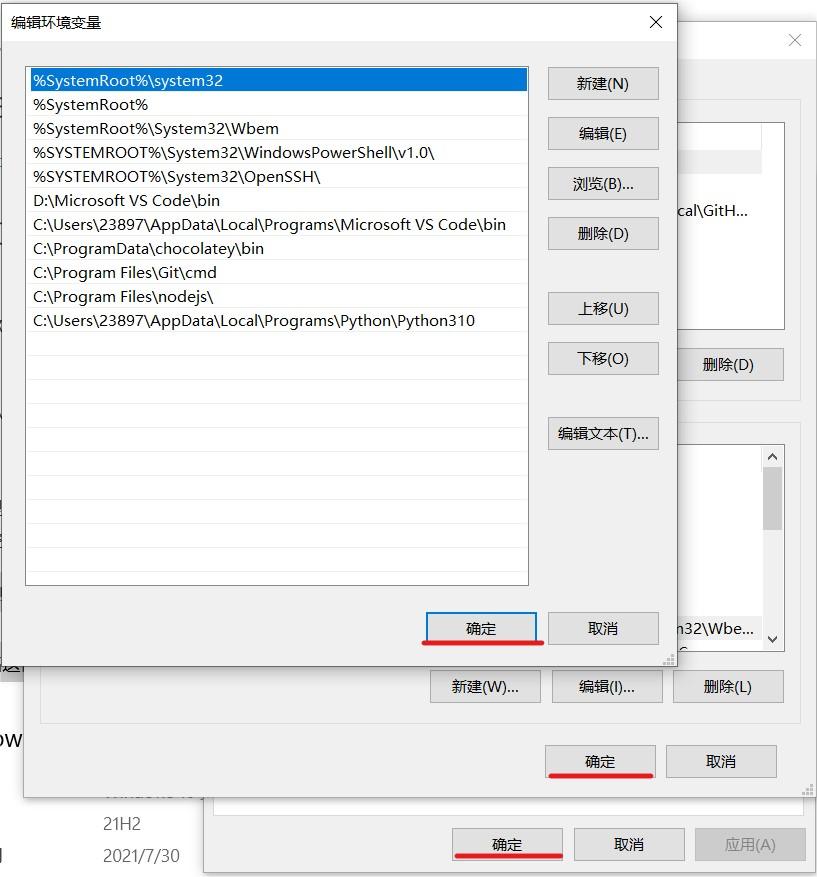 编辑环境变量
%SystemRoot%\system32
%SystemRoot%
%SystemRoot%\System32\Wbem
%SYSTEMROOT%\System32\WindowsPowerShell\v1.0\
%SYSTEMROOT%\System32\OpenSSH\
D:\Microsoft VS Code\bin
C:\Users\23897\AppData\Local\Programs\Microsoft VS Code\bin
C:\ProgramData\chocolatey\bin
C:\Program Files\Git\cmd
C:\Program Files\nodejs\
C:\Users\23897\AppData\Local\Programs\Python\Python310
新建(N)
编辑(E)
浏览(B)...
删除(D)
上移(U)
下移(O)
编辑文本(T)...
确定
取消
cal\GitH...
删除(D)
n32\Wbe...
新建(W)...
编辑(I)...
删除(L)
确定
取消
21H2
2021/7/30
确定
取消
应用(A)